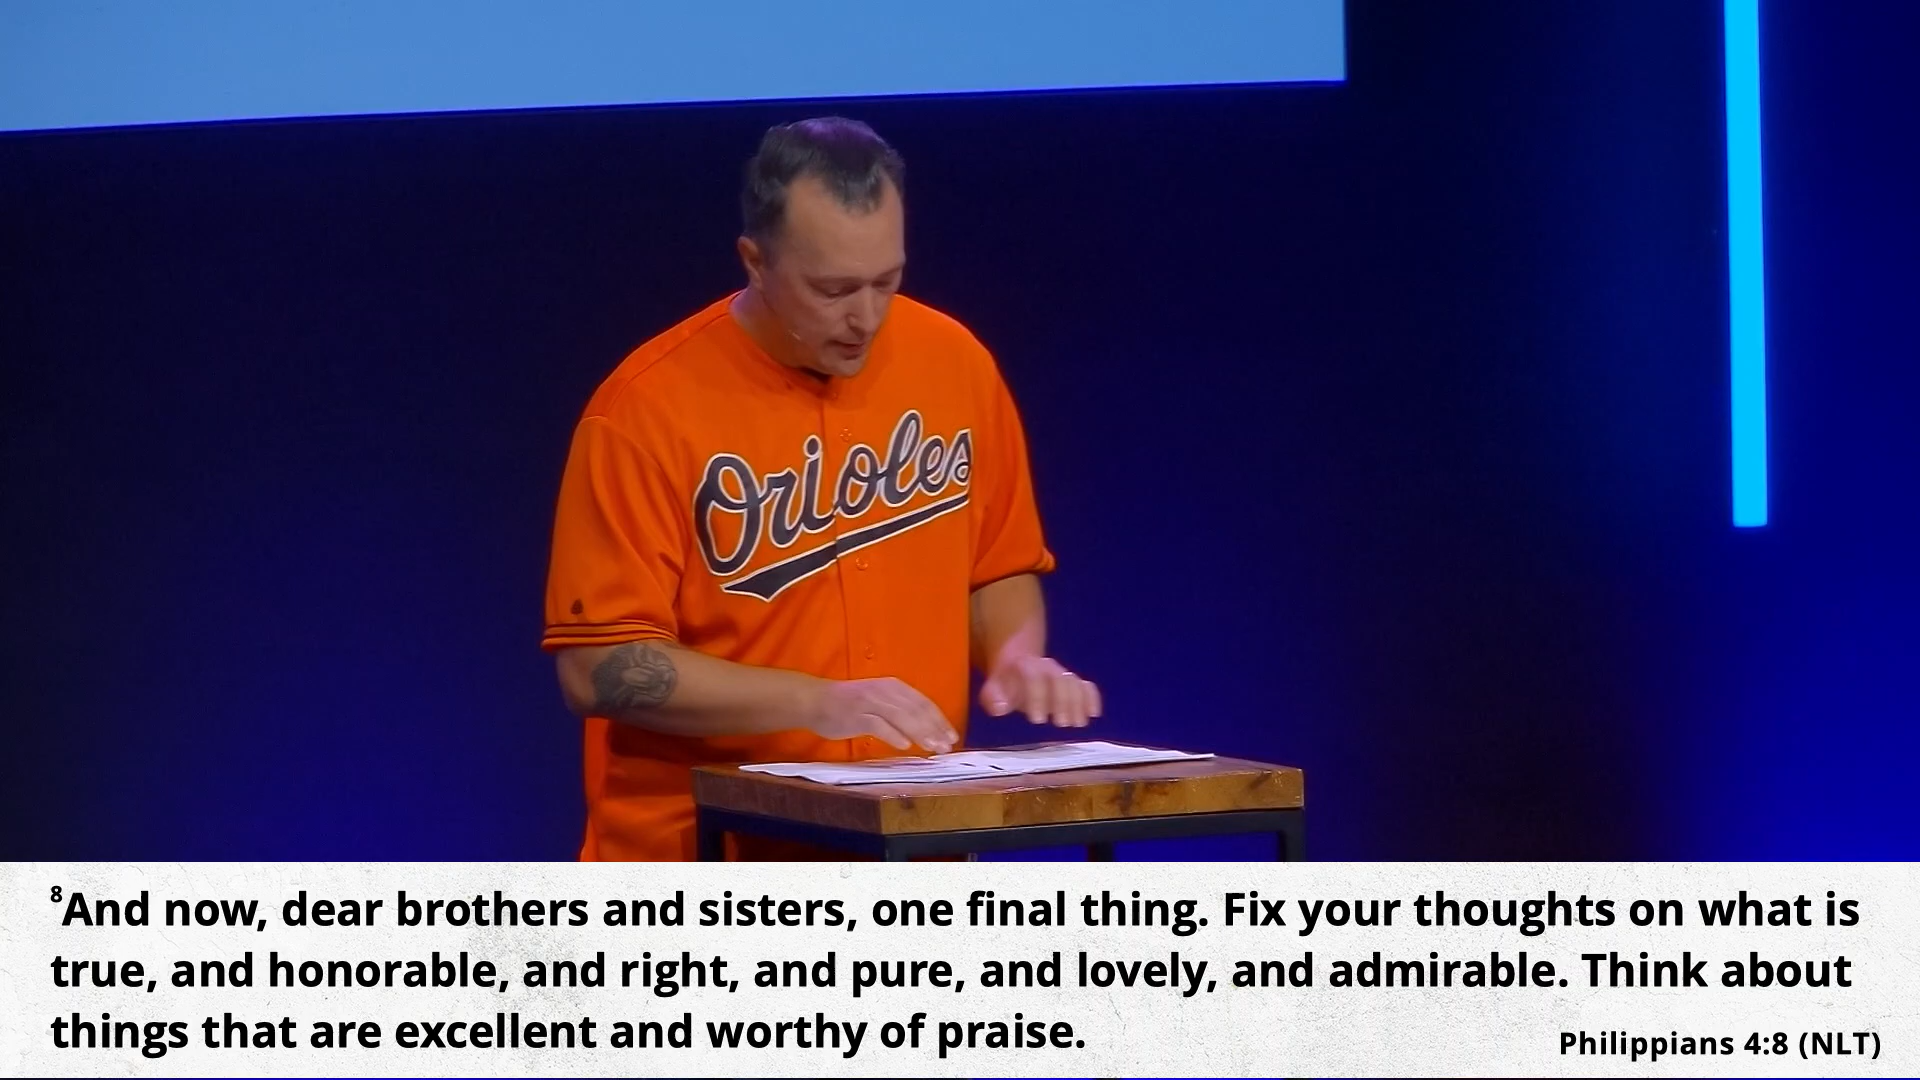 Orioles
⁸And now, dear brothers and sisters, one final thing. Fix your thoughts on what is
true, and honorable, and right, and pure, and lovely, and admirable. Think about
things that are excellent and worthy of praise.
Philippians 4:8 (NLT)